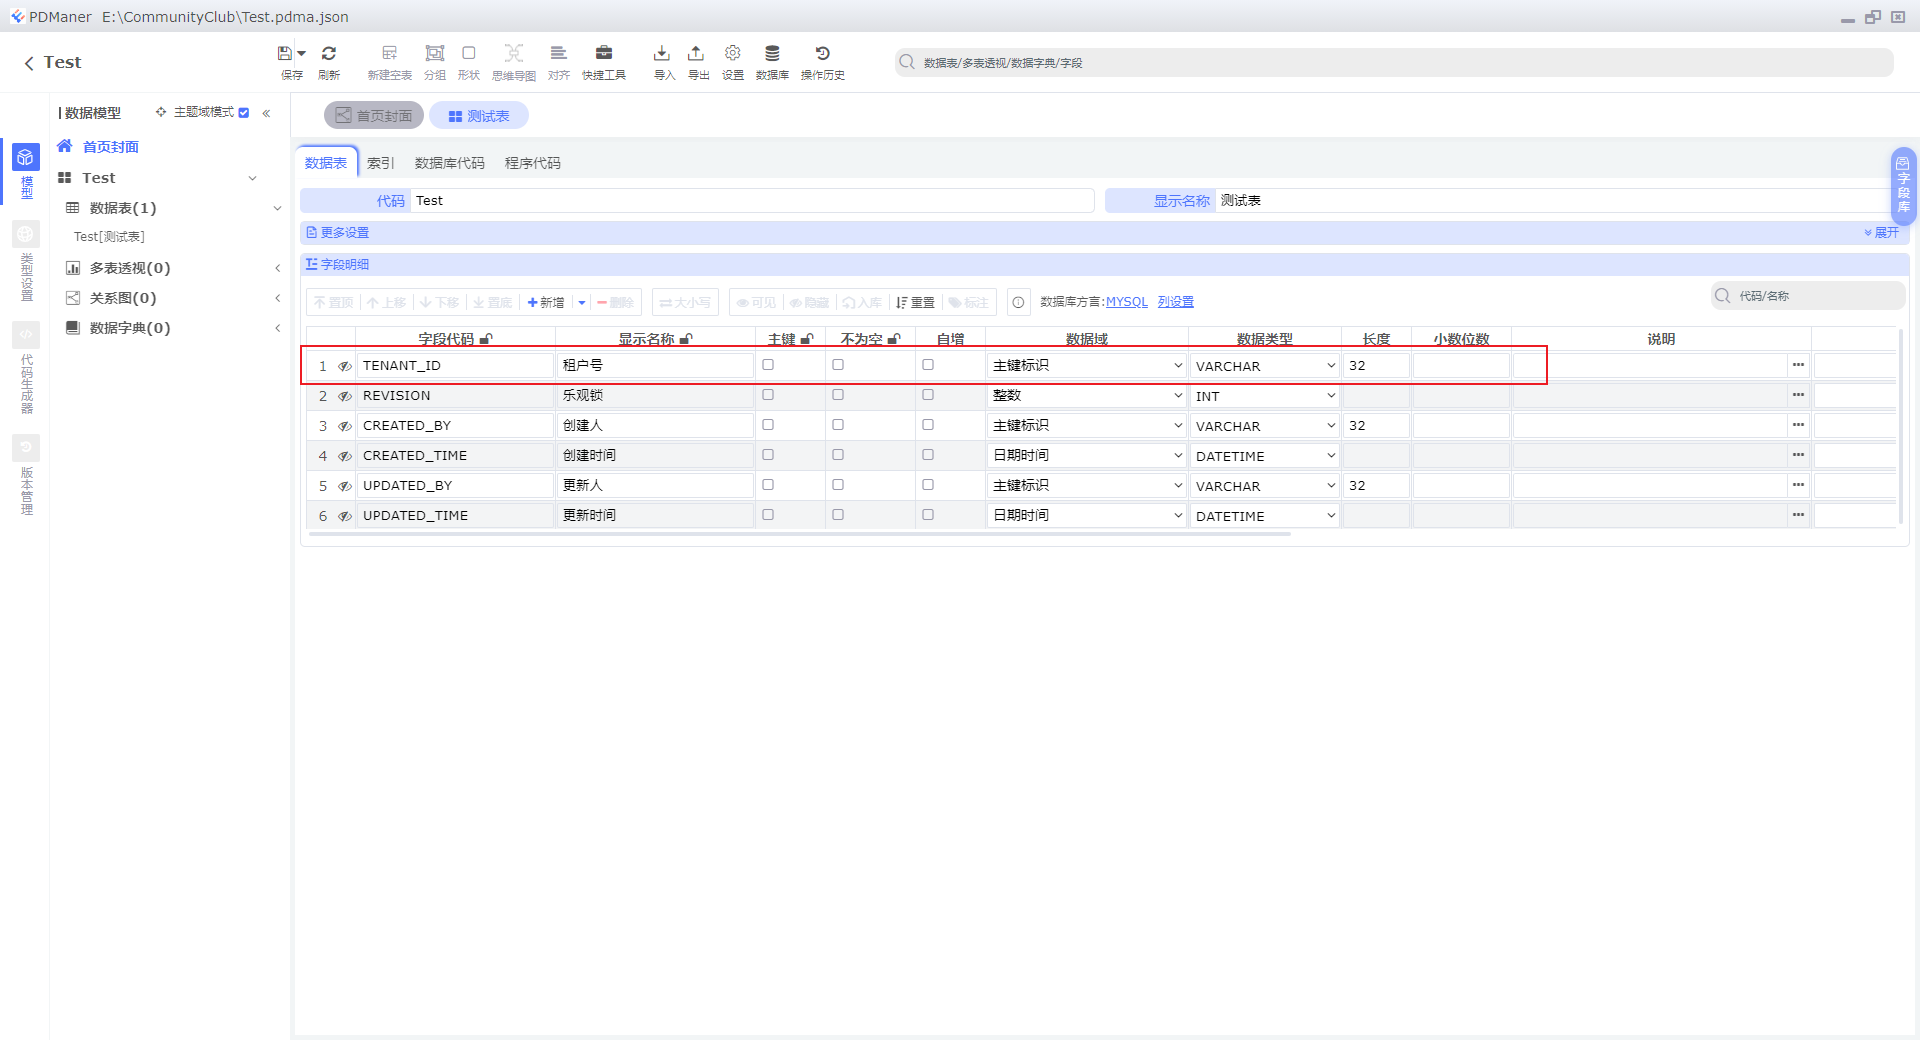 PDManer E:\CommunityClub\Test.pdma.json
Test
保存
刷新
新建空表
分组
形状
思维导图
对齐
快捷工具
导入
导出
设置
数据库
操作历史
数据表/多表透视/数据字典/字段
模型
类型设置
代码生成器
版本管理
数据模型
主题域模式
首页封面
Test
数据表(1)
Test[测试表]
多表透视(0)
关系图(0)
数据字典(0)
首页封面
测试表
数据表 索引 数据库代码 程序代码
代码 Test 显示名称 测试表
更多设置 展开
字段明细
字段库
置顶 上移 下移 置底 新增 删除 大小写 可见 隐藏 入库 重置 标注 数据库方言:MYSQL 列设置 代码/名称
字段代码 显示名称 主键 不为空 自增 数据域 数据类型 长度 小数位数 说明
1 TENANT_ID 租户号 主键标识 VARCHAR 32
2 REVISION 乐观锁 整数 INT
3 CREATED_BY 创建人 主键标识 VARCHAR 32
4 CREATED_TIME 创建时间 日期时间 DATETIME
5 UPDATED_BY 更新人 主键标识 VARCHAR 32
6 UPDATED_TIME 更新时间 日期时间 DATETIME